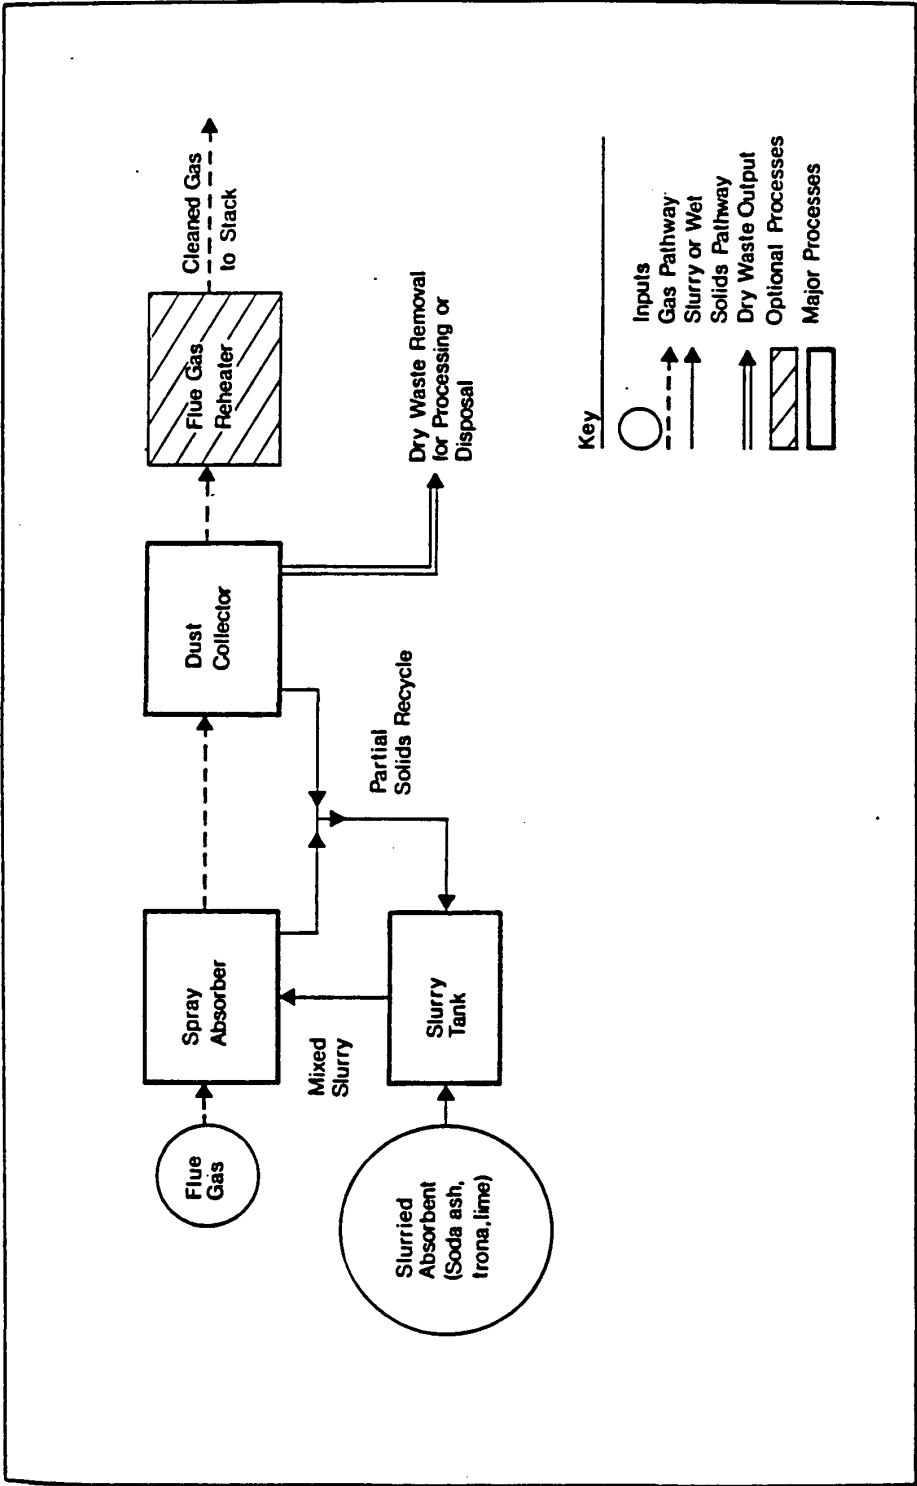 Flue
Gas
Spray
Absorber
Dust
Collector
Flue Gas
Reheater
Cleaned Gas
to Stack
Mixed
Slurry
Partial
Solids Recycle
Dry Waste Removal
for Processing or
Disposal
Slurried
Absorbent
(Soda ash,
trona, lime)
Slurry
Tank
Key
Inputs
Gas Pathway
Slurry or Wet
Solids Pathway
Dry Waste Output
Optional Processes
Major Processes